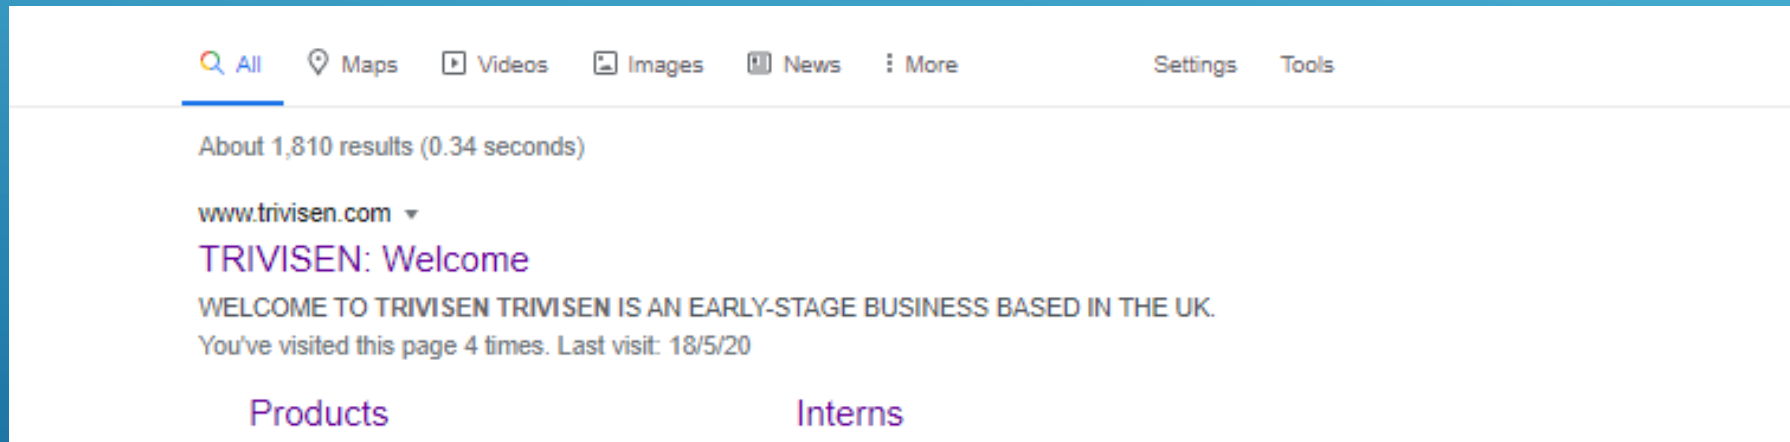 All Maps Videos Images News More Settings Tools
About 1,810 results (0.34 seconds)
www.trivisen.com
TRIVISEN: Welcome
WELCOME TO TRIVISEN TRIVISEN IS AN EARLY-STAGE BUSINESS BASED IN THE UK.
You've visited this page 4 times. Last visit: 18/5/20
Products Interns